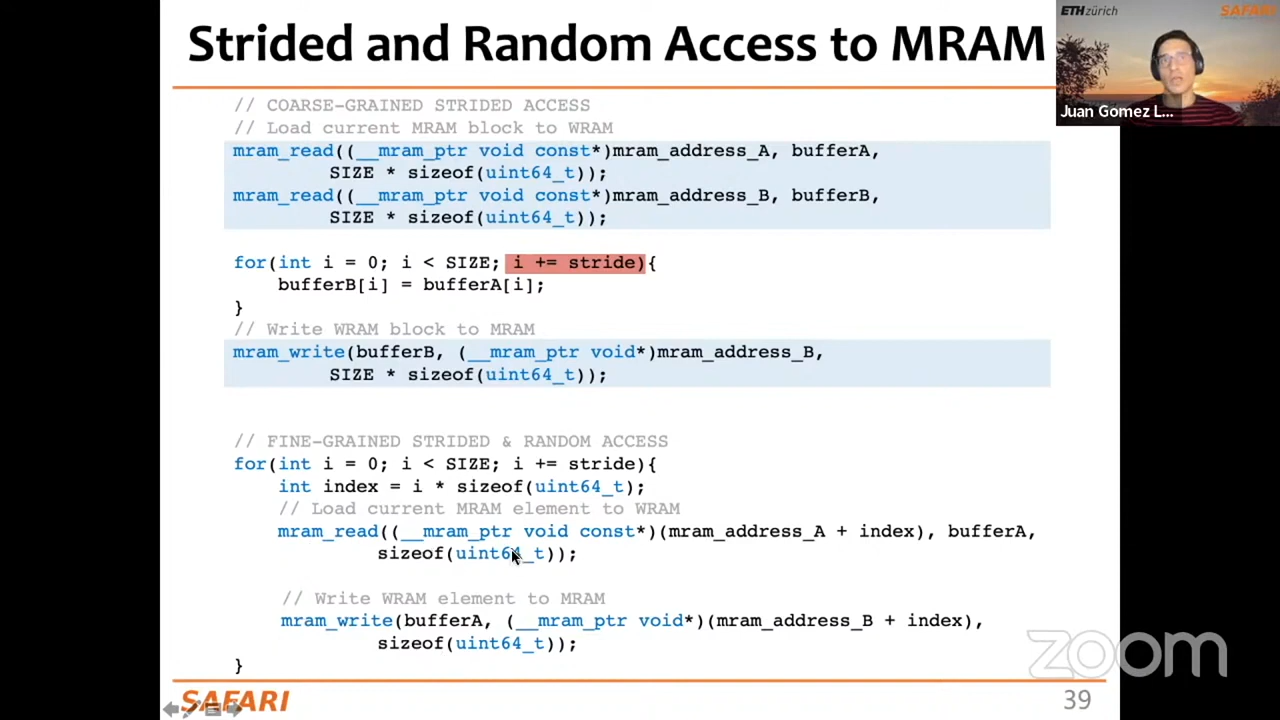 Strided and Random Access to MRAM
ETHzürich
SAFARI
Juan Gomez L...
// COARSE-GRAINED STRIDED ACCESS
// Load current MRAM block to WRAM
mram_read((__mram_ptr void const*)mram_address_A, bufferA,
SIZE * sizeof(uint64_t));
mram_read((__mram_ptr void const*)mram_address_B, bufferB,
SIZE * sizeof(uint64_t));
for(int i = 0; i < SIZE; i += stride){
bufferB[i] = bufferA[i];
}
// Write WRAM block to MRAM
mram_write(bufferB, (__mram_ptr void*)mram_address_B,
SIZE * sizeof(uint64_t));
// FINE-GRAINED STRIDED & RANDOM ACCESS
for(int i = 0; i < SIZE; i += stride){
int index = i * sizeof(uint64_t);
// Load current MRAM element to WRAM
mram_read((__mram_ptr void const*)(mram_address_A + index), bufferA,
sizeof(uint64_t));
// Write WRAM element to MRAM
mram_write(bufferA, (__mram_ptr void*)(mram_address_B + index),
sizeof(uint64_t));
}
zoom
SAFARI
39